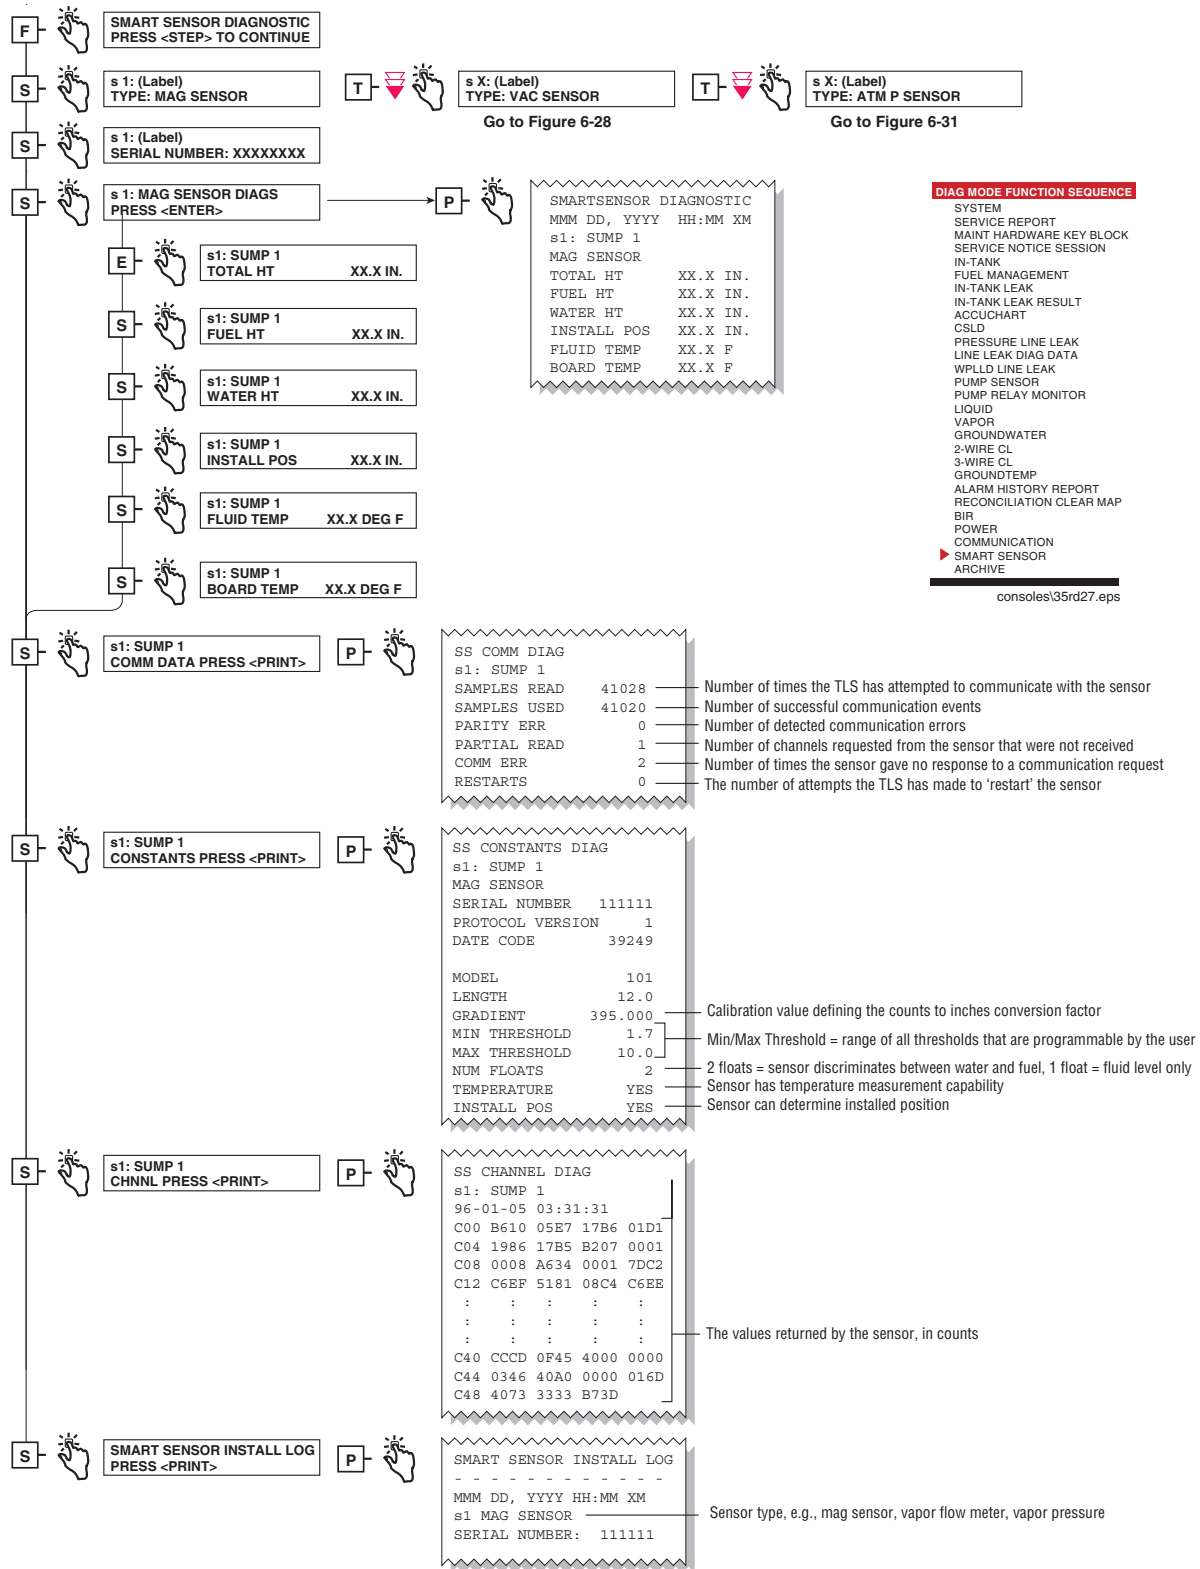 F
SMART SENSOR DIAGNOSTIC
PRESS <STEP> TO CONTINUE
S
s 1: (Label)
TYPE: MAG SENSOR
T
s X: (Label)
TYPE: VAC SENSOR
Go to Figure 6-28
T
s X: (Label)
TYPE: ATM P SENSOR
Go to Figure 6-31
S
s 1: (Label)
SERIAL NUMBER: XXXXXXXX
S
s 1: MAG SENSOR DIAGS
PRESS <ENTER>
P
SMARTSENSOR DIAGNOSTIC
MMM DD, YYYY HH:MM XM
s1: SUMP 1
MAG SENSOR
TOTAL HT XX.X IN.
FUEL HT XX.X IN.
WATER HT XX.X IN.
INSTALL POS XX.X IN.
FLUID TEMP XX.X F
BOARD TEMP XX.X F
DIAG MODE FUNCTION SEQUENCE
SYSTEM
SERVICE REPORT
MAINT HARDWARE KEY BLOCK
SERVICE NOTICE SESSION
IN-TANK
FUEL MANAGEMENT
IN-TANK LEAK
IN-TANK LEAK RESULT
ACCUCHART
CSLD
PRESSURE LINE LEAK
LINE LEAK DIAG DATA
WPLLD LINE LEAK
PUMP SENSOR
PUMP RELAY MONITOR
LIQUID
VAPOR
GROUNDWATER
2-WIRE CL
3-WIRE CL
GROUNDTEMP
ALARM HISTORY REPORT
RECONCILIATION CLEAR MAP
BIR
POWER
COMMUNICATION
SMART SENSOR
ARCHIVE
consoles\35rd27.eps
E
s1: SUMP 1
TOTAL HT XX.X IN.
S
s1: SUMP 1
FUEL HT XX.X IN.
S
s1: SUMP 1
WATER HT XX.X IN.
S
s1: SUMP 1
INSTALL POS XX.X IN.
S
s1: SUMP 1
FLUID TEMP XX.X DEG F
S
s1: SUMP 1
BOARD TEMP XX.X DEG F
S
s1: SUMP 1
COMM DATA PRESS <PRINT>
P
SS COMM DIAG
s1: SUMP 1
SAMPLES READ 41028
Number of times the TLS has attempted to communicate with the sensor
SAMPLES USED 41020
Number of successful communication events
PARITY ERR 0
Number of detected communication errors
PARTIAL READ 1
Number of channels requested from the sensor that were not received
COMM ERR 2
Number of times the sensor gave no response to a communication request
RESTARTS 0
The number of attempts the TLS has made to ‘restart’ the sensor
S
s1: SUMP 1
CONSTANTS PRESS <PRINT>
P
SS CONSTANTS DIAG
s1: SUMP 1
MAG SENSOR
SERIAL NUMBER 111111
PROTOCOL VERSION 1
DATE CODE 39249
MODEL 101
LENGTH 12.0
GRADIENT 395.000
Calibration value defining the counts to inches conversion factor
MIN THRESHOLD 1.7
MAX THRESHOLD 10.0
Min/Max Threshold = range of all thresholds that are programmable by the user
NUM FLOATS 2
2 floats = sensor discriminates between water and fuel, 1 float = fluid level only
TEMPERATURE YES
Sensor has temperature measurement capability
INSTALL POS YES
Sensor can determine installed position
S
s1: SUMP 1
CHNNL PRESS <PRINT>
P
SS CHANNEL DIAG
s1: SUMP 1
96-01-05 03:31:31
C00 B610 05E7 17B6 01D1
C04 1986 17B5 B207 0001
C08 0008 A634 0001 7DC2
C12 C6EF 5181 08C4 C6EE
: : : : :
: : : : :
: : : : :
The values returned by the sensor, in counts
C40 CCCD 0F45 4000 0000
C44 0346 40A0 0000 016D
C48 4073 3333 B73D
S
SMART SENSOR INSTALL LOG
PRESS <PRINT>
P
SMART SENSOR INSTALL LOG
- - - - - - - - - - - -
MMM DD, YYYY HH:MM XM
s1 MAG SENSOR
Sensor type, e.g., mag sensor, vapor flow meter, vapor pressure
SERIAL NUMBER: 111111